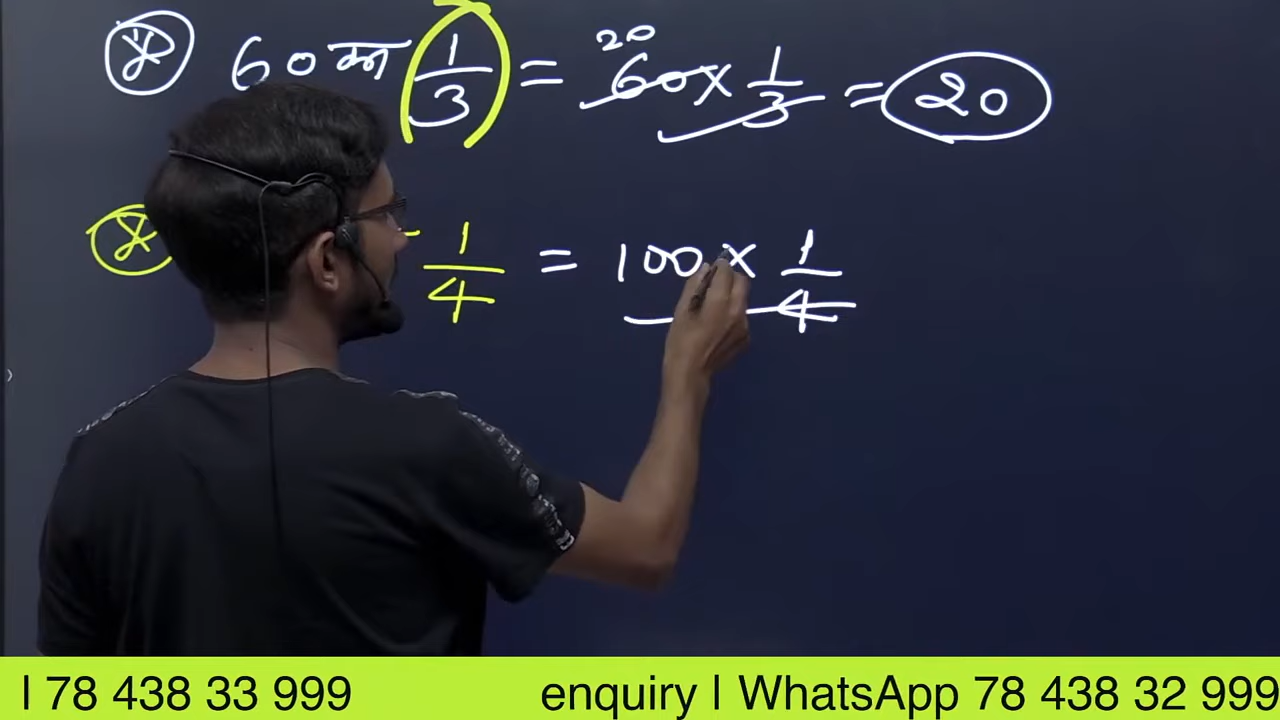 60 का 1/3 = 60 × 1/3 = 20
20
1/4 = 100 × 1/4
l 78 438 33 999 enquiry l WhatsApp 78 438 32 999